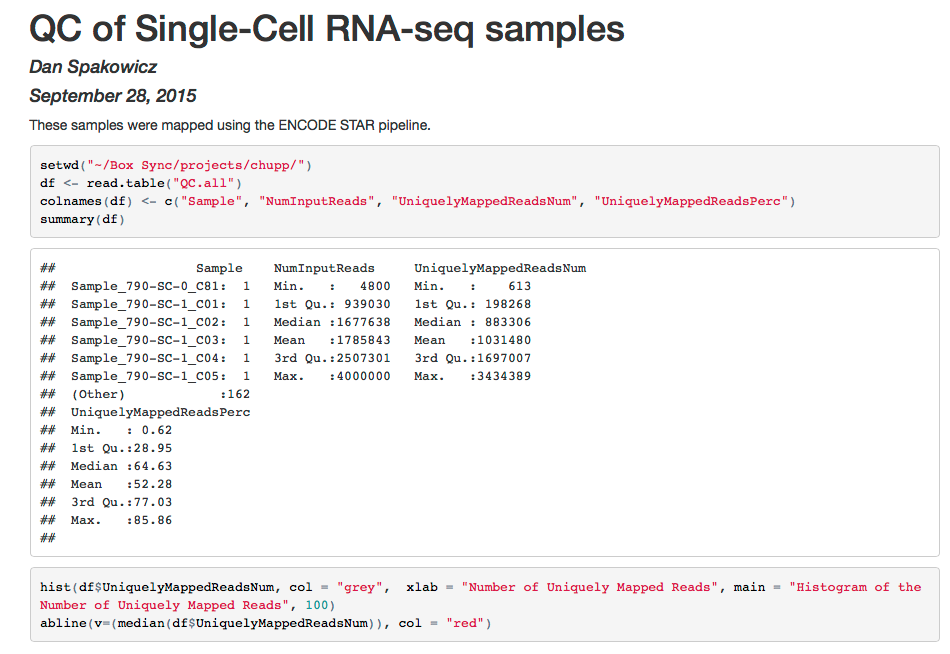 QC of Single-Cell RNA-seq samples
Dan Spakowicz
September 28, 2015
These samples were mapped using the ENCODE STAR pipeline.
setwd("~/Box Sync/projects/chupp/")
df <- read.table("QC.all")
colnames(df) <- c("Sample", "NumInputReads", "UniquelyMappedReadsNum", "UniquelyMappedReadsPerc")
summary(df)
##                  Sample    NumInputReads     UniquelyMappedReadsNum
##  Sample_790-SC-0_C81:  1   Min.   :   4800   Min.   :    613
##  Sample_790-SC-1_C01:  1   1st Qu.: 939030   1st Qu.: 198268
##  Sample_790-SC-1_C02:  1   Median :1677638   Median : 883306
##  Sample_790-SC-1_C03:  1   Mean   :1785843   Mean   :1031480
##  Sample_790-SC-1_C04:  1   3rd Qu.:2507301   3rd Qu.:1697007
##  Sample_790-SC-1_C05:  1   Max.   :4000000   Max.   :3434389
##  (Other)            :162
##  UniquelyMappedReadsPerc
##  Min.   : 0.62
##  1st Qu.:28.95
##  Median :64.63
##  Mean   :52.28
##  3rd Qu.:77.03
##  Max.   :85.86
##
hist(df$UniquelyMappedReadsNum, col = "grey",  xlab = "Number of Uniquely Mapped Reads", main = "Histogram of the
Number of Uniquely Mapped Reads", 100)
abline(v=(median(df$UniquelyMappedReadsNum)), col = "red")